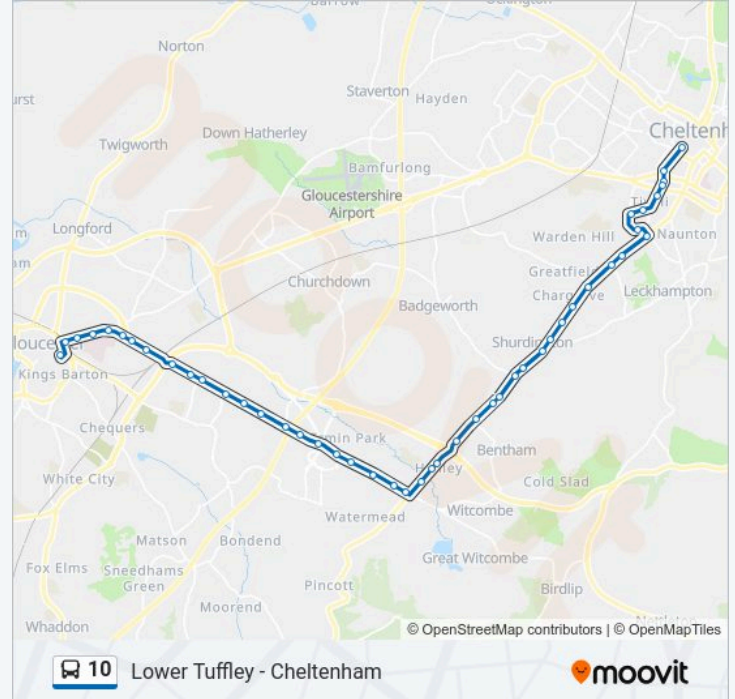 Norton
Staverton
Hayden
Down Hatherley
Twigworth
Bamfurlong
Gloucestershire
Airport
Longford
Warden Hill
Naunton
Churchdown
Leckhampton
Badgeworth
Shurdington
Kings Barton
Chequers
Bentham
White City
Cold Slad
Watermead
Witcombe
Matson
Bondend
Great Witcombe
Fox Elms
Sneedhams
Green
Pincott
Birdlip
Moorend
Whaddon
© OpenStreetMap contributors | © OpenMapTiles
10
Lower Tuffley - Cheltenham
moovit